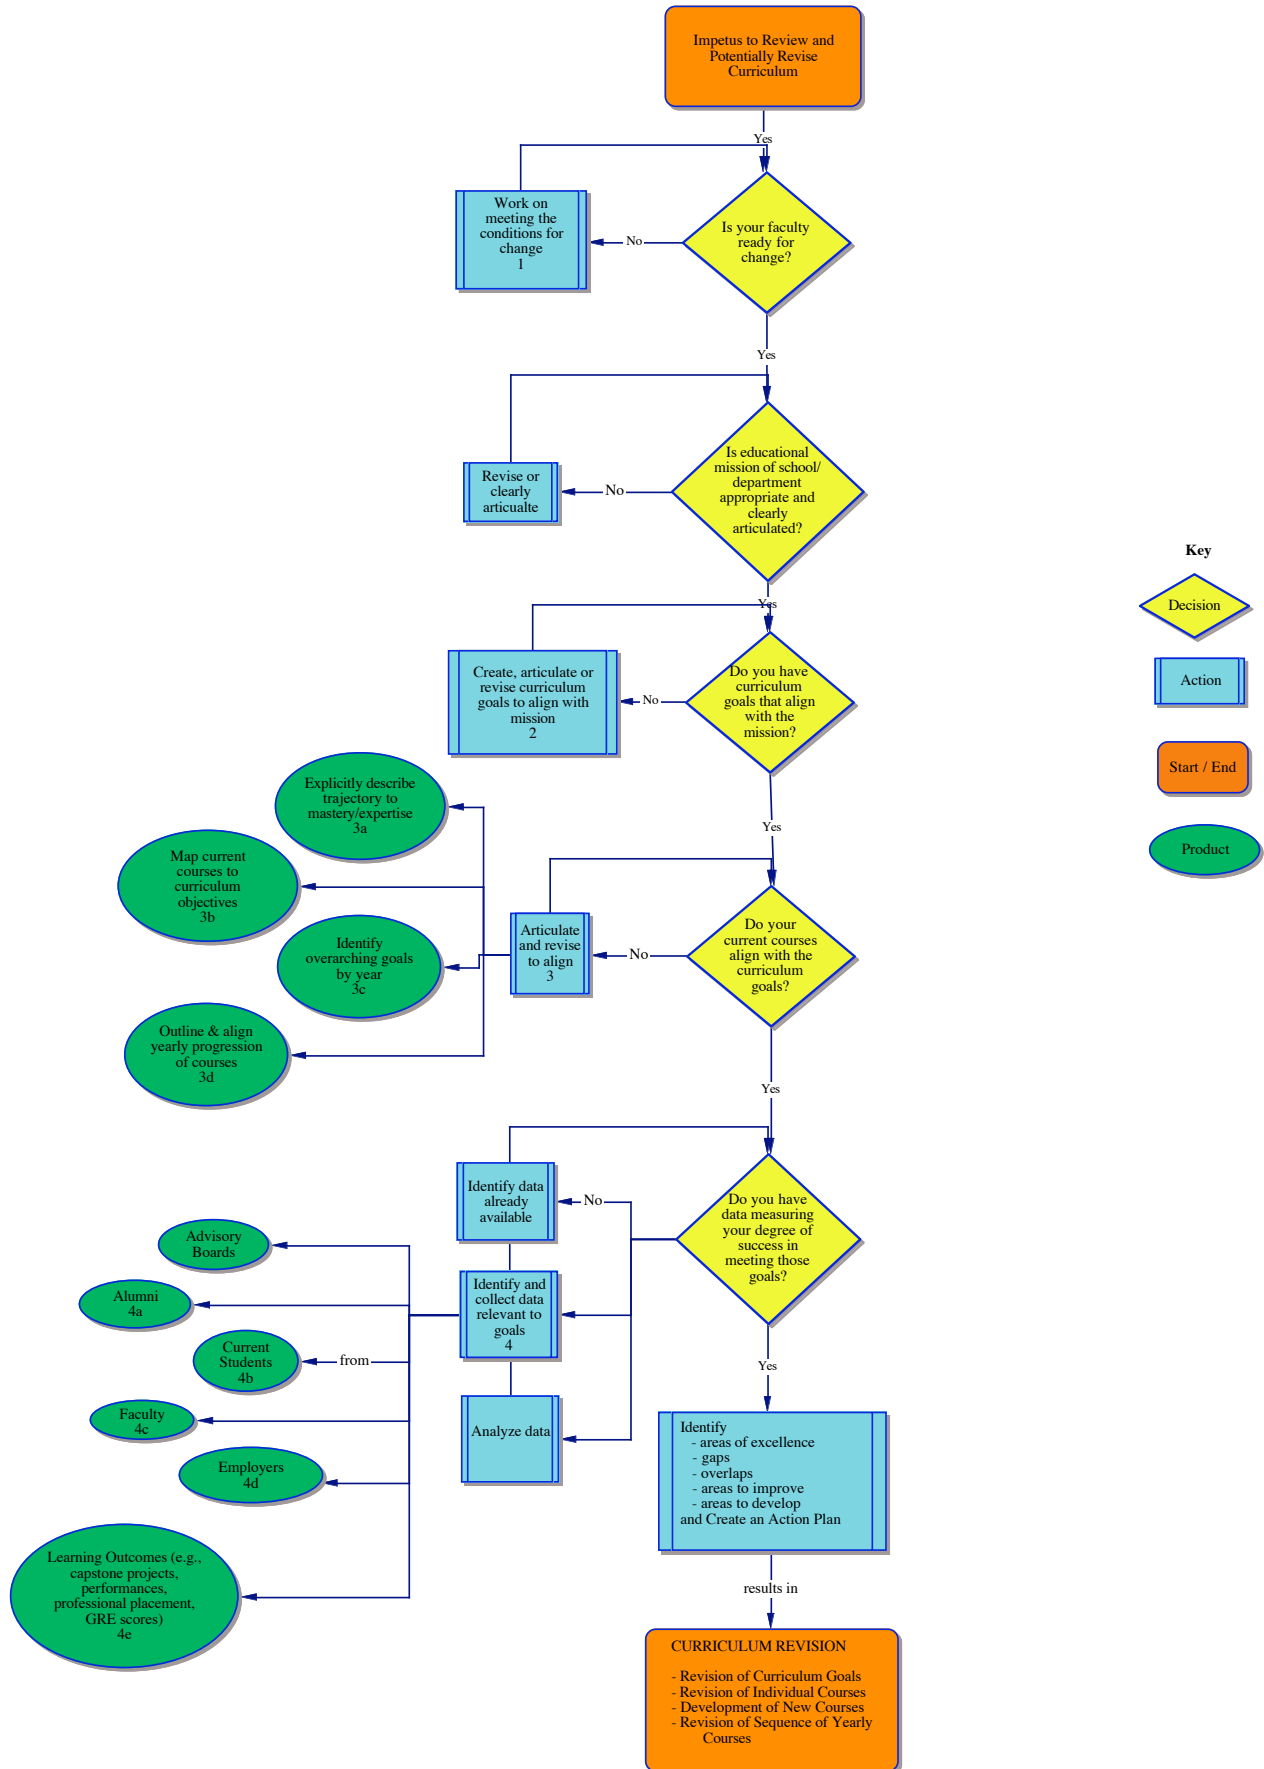 Impetus to Review and
Potentially Revise
Curriculum
Yes
Work on
meeting the
conditions for
change
1
No
Is your faculty
ready for
change?
Yes
Is educational
mission of school/
department
appropriate and
clearly
articulated?
No
Revise or
clearly
articualte
Yes
Create, articulate or
revise curriculum
goals to align with
mission
2
No
Do you have
curriculum
goals that align
with the
mission?
Yes
Explicitly describe
trajectory to
mastery/expertise
3a
Map current
courses to
curriculum
objectives
3b
Identify
overarching goals
by year
3c
Outline & align
yearly progression
of courses
3d
Articulate
and revise
to align
3
No
Do your
current courses
align with the
curriculum
goals?
Yes
Identify data
already
available
No
Do you have
data measuring
your degree of
success in
meeting those
goals?
Identify and
collect data
relevant to
goals
4
Analyze data
Advisory
Boards
Alumni
4a
Current
Students
4b
from
Faculty
4c
Employers
4d
Learning Outcomes (e.g.,
capstone projects,
performances,
professional placement,
GRE scores)
4e
Yes
Identify
- areas of excellence
- gaps
- overlaps
- areas to improve
- areas to develop
and Create an Action Plan
results in
CURRICULUM REVISION
- Revision of Curriculum Goals
- Revision of Individual Courses
- Development of New Courses
- Revision of Sequence of Yearly
Courses
Key
Decision
Action
Start / End
Product